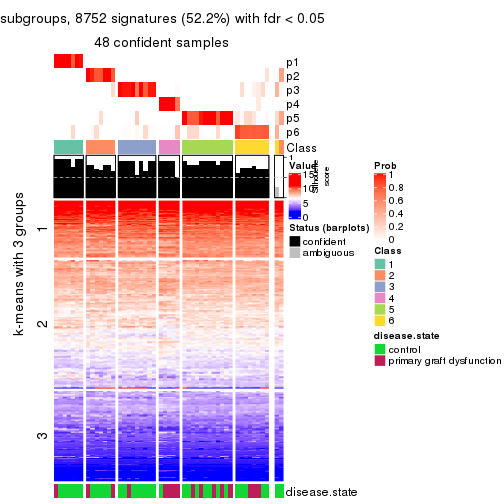 subgroups, 8752 signatures (52.2%) with fdr < 0.05
48 confident samples
p1
p2
p3
p4
p5
p6
Class
1
Silhouette
score
k-means with 3 groups
1
2
3
disease.state
Value
15
10
5
0
Status (barplots)
confident
ambiguous
Prob
1
0.8
0.6
0.4
0.2
0
Class
1
2
3
4
5
6
disease.state
control
primary graft dysfunction